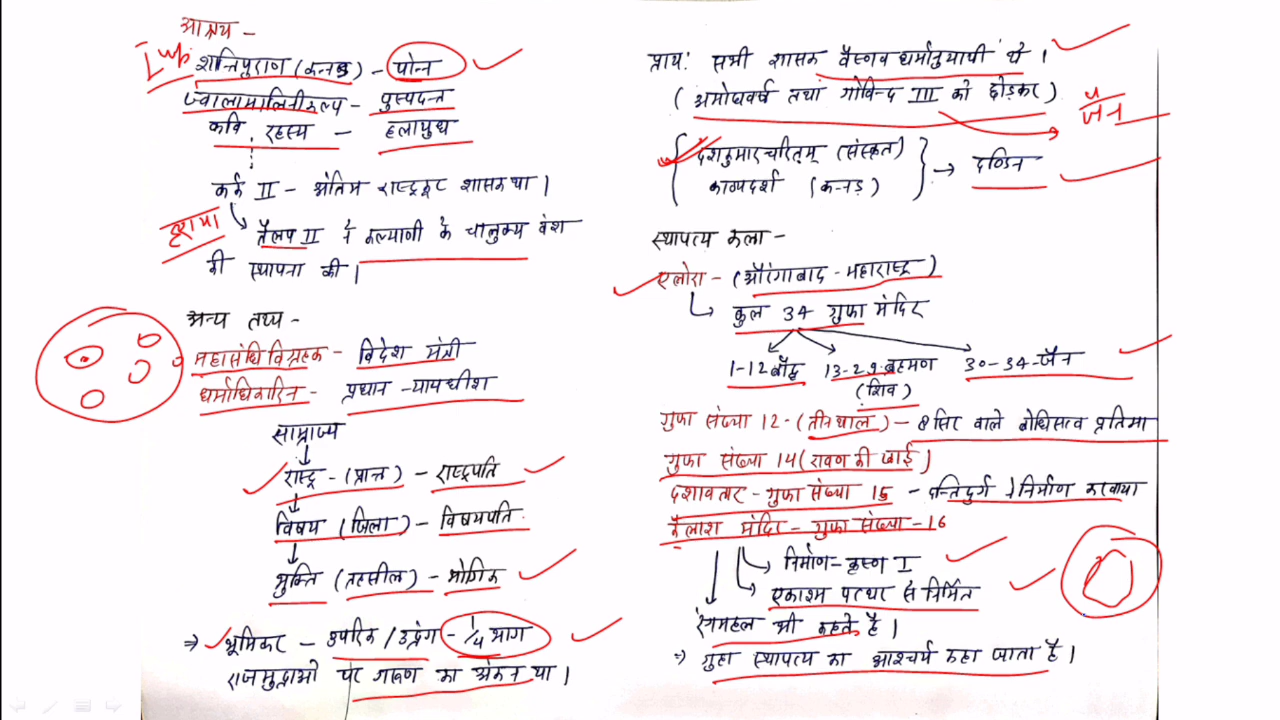 आश्रय -
Imp. शान्तिपुराण (कन्नड) - पोन्न
ज्वालामालिनीकल्प - पुष्पदन्त
कवि रहस्य - हलायुध
कर्क II - अंतिम राष्ट्रकूट शासक था।
हराया तैलप II ने कल्याणी के चालुक्य वंश
की स्थापना की।
अन्य तथ्य -
महासंधिविग्रहक - विदेश मंत्री
धर्माधिकारिन - प्रधान न्यायधीश
साम्राज्य
राष्ट्र - (प्रान्त) - राष्ट्रपति
विषय (जिला) - विषयपति
भुक्ति (तहसील) - भोगिक
⇒ भूमिकर - उपरिक / उद्रंग - 1/4 भाग
राजमुद्राओं पर गरूण का अंकन था।
प्रायः सभी शासक वैष्णव धर्मानुयायी थे।
(अमोघवर्ष तथा गोविन्द III को छोड़कर)
जैन
दशकुमारचरितम् (संस्कृत)
काव्यदर्श (कन्नड़) → दण्डिन
स्थापत्य कला -
एलोरा - (औरंगाबाद - महाराष्ट्र)
कुल 34 गुफा मंदिर
1-12 बौद्ध 13-29 ब्रहमण 30-34-जैन
(शिव)
गुफा संख्या 12 - (तीन थाल) - 8 सिर वाले बोधिसत्व प्रतिमा
गुफा संख्या 14 (रावण की खाई)
दशावतार - गुफा संख्या 15 - दन्तिदुर्ग ने निर्माण करवाया
कैलाश मंदिर - गुफा संख्या - 16
निर्माण - कृष्ण I
एकाश्म पत्थर से निर्मित
रंगमहल भी कहते है।
⇒ गुहा स्थापत्य का आश्चर्य कहा जाता है।